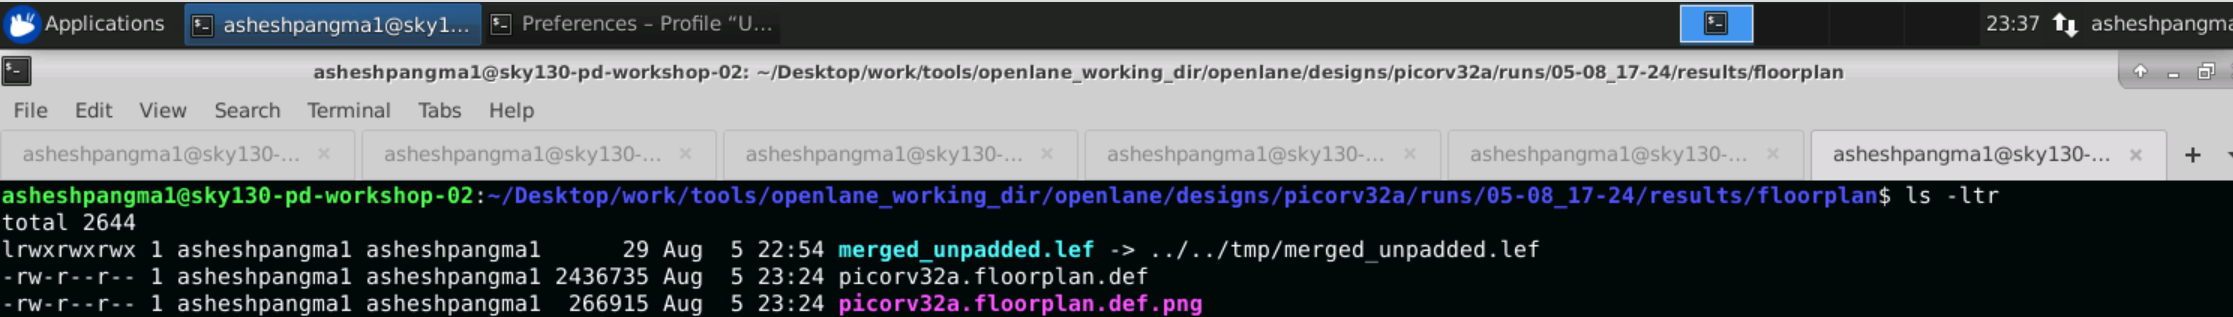 Applications asheshpangma1@sky1... Preferences – Profile “U... 23:37 asheshpangma
asheshpangma1@sky130-pd-workshop-02: ~/Desktop/work/tools/openlane_working_dir/openlane/designs/picorv32a/runs/05-08_17-24/results/floorplan
File Edit View Search Terminal Tabs Help
asheshpangma1@sky130-... × asheshpangma1@sky130-... × asheshpangma1@sky130-... × asheshpangma1@sky130-... × asheshpangma1@sky130-... × asheshpangma1@sky130-... × +
asheshpangma1@sky130-pd-workshop-02:~/Desktop/work/tools/openlane_working_dir/openlane/designs/picorv32a/runs/05-08_17-24/results/floorplan$ ls -ltr
total 2644
lrwxrwxrwx 1 asheshpangma1 asheshpangma1      29 Aug  5 22:54 merged_unpadded.lef -> ../../tmp/merged_unpadded.lef
-rw-r--r-- 1 asheshpangma1 asheshpangma1 2436735 Aug  5 23:24 picorv32a.floorplan.def
-rw-r--r-- 1 asheshpangma1 asheshpangma1  266915 Aug  5 23:24 picorv32a.floorplan.def.png